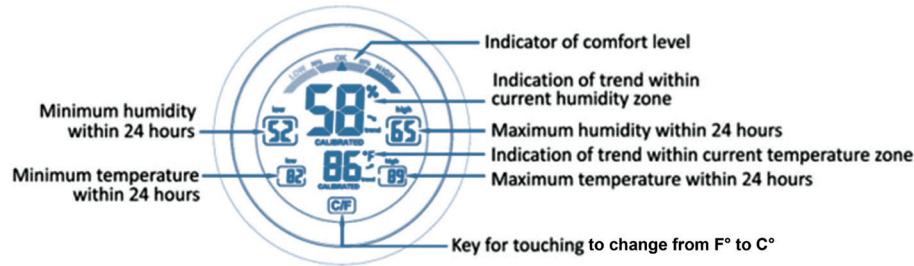 Indicator of comfort level
LOW OK HIGH
Indication of trend within
current humidity zone
58%
Minimum humidity
within 24 hours
low
52
high
65
trend
CALIBRATED
Maximum humidity within 24 hours
Indication of trend within current temperature zone
86°F
Minimum temperature
within 24 hours
low
82
high
89
trend
CALIBRATED
Maximum temperature within 24 hours
C/F
Key for touching to change from F° to C°